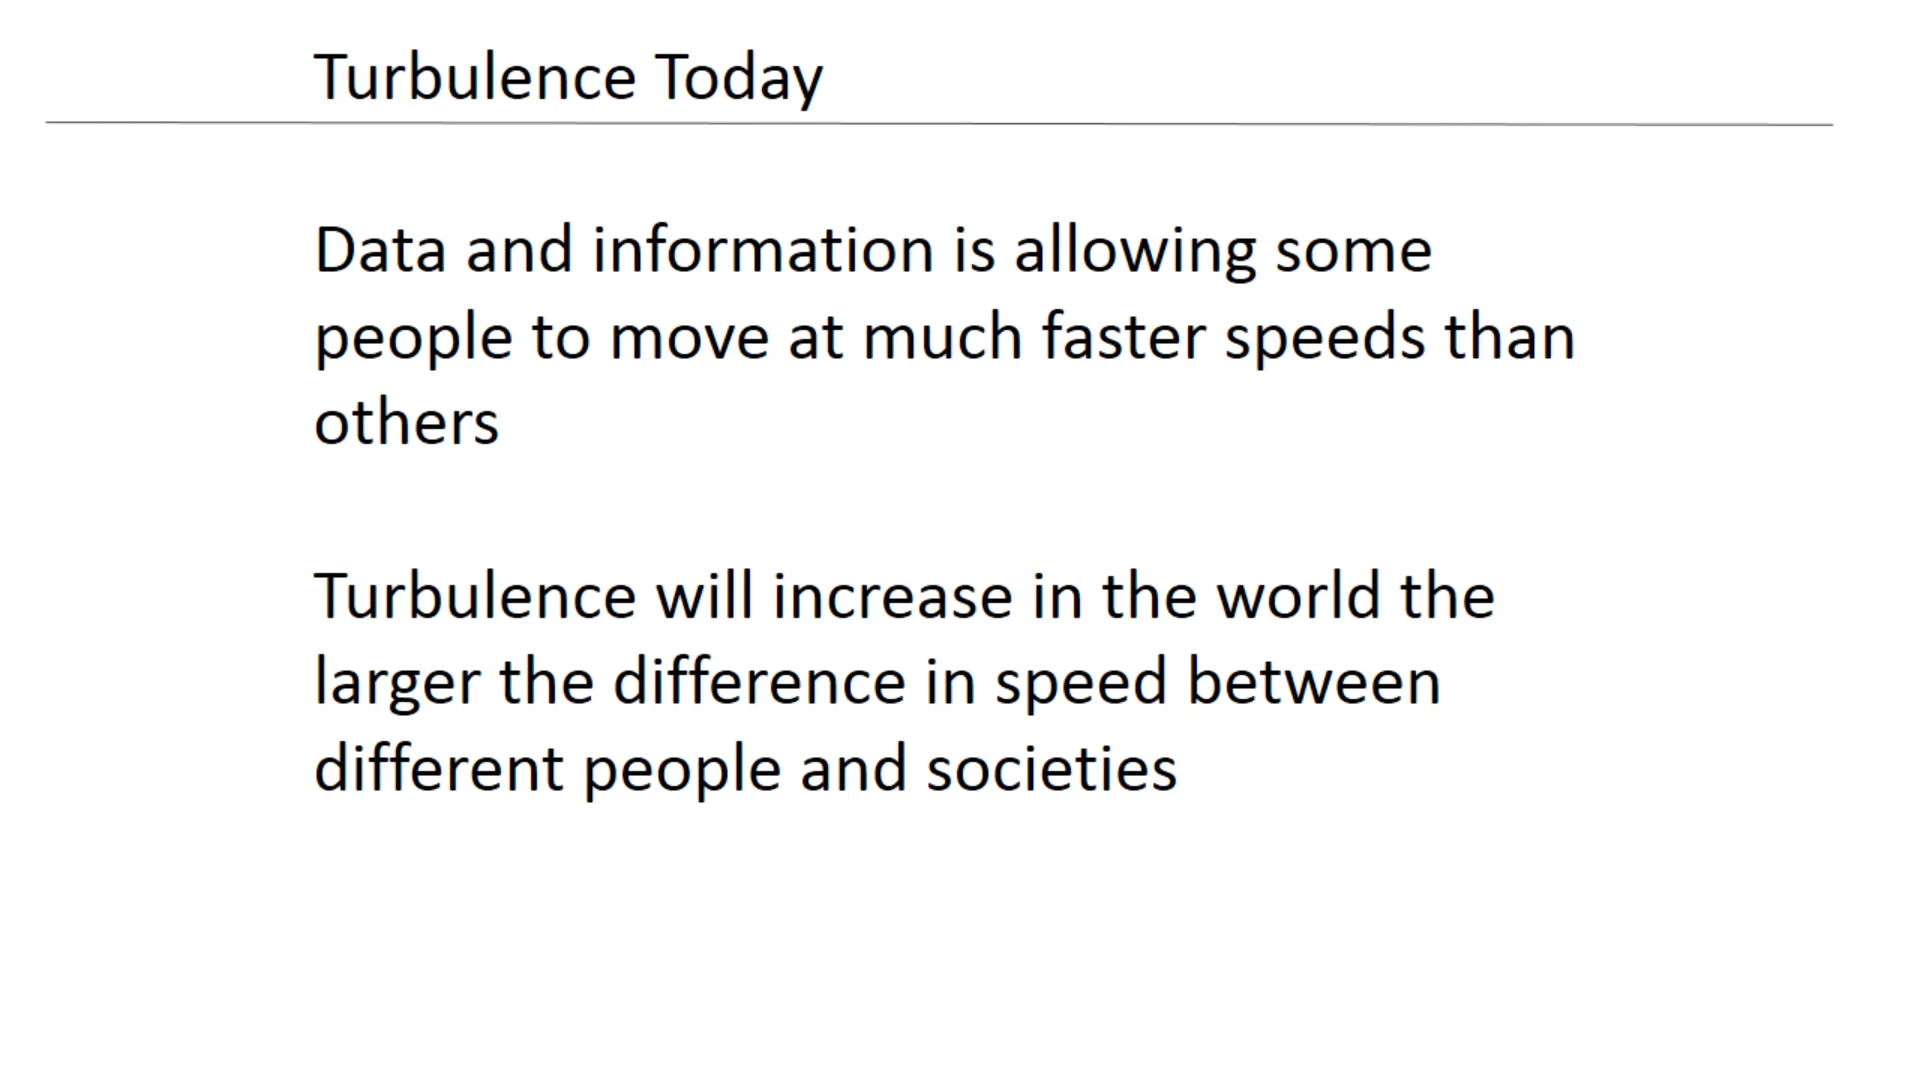 Turbulence Today
Data and information is allowing some
people to move at much faster speeds than
others
Turbulence will increase in the world the
larger the difference in speed between
different people and societies